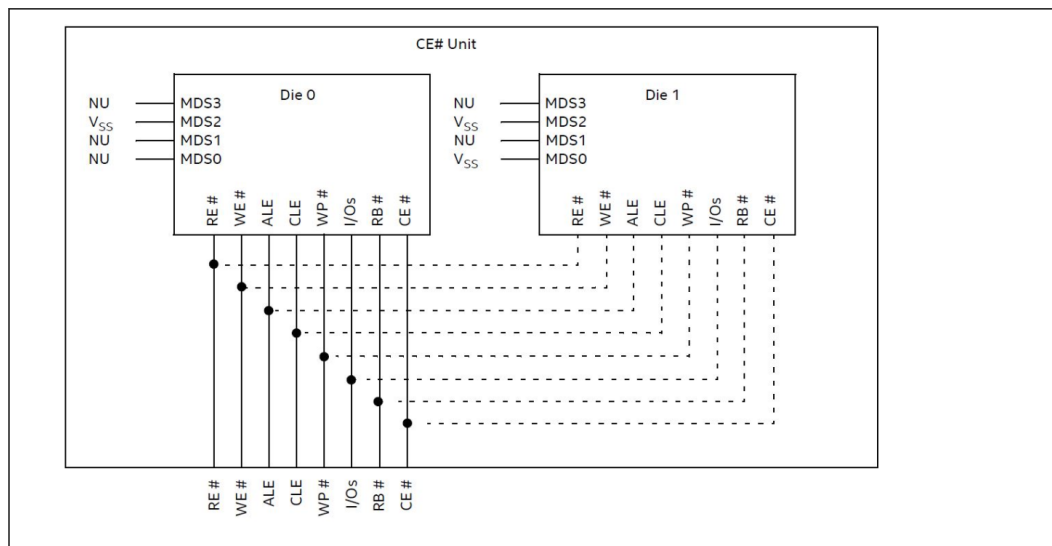 CE# Unit
Die 0
NU MDS3
VSS MDS2
NU MDS1
NU MDS0
RE # WE # ALE CLE WP # I/Os RB # CE #
Die 1
NU MDS3
VSS MDS2
NU MDS1
VSS MDS0
RE # WE # ALE CLE WP # I/Os RB # CE #
RE # WE # ALE CLE WP # I/Os RB # CE #